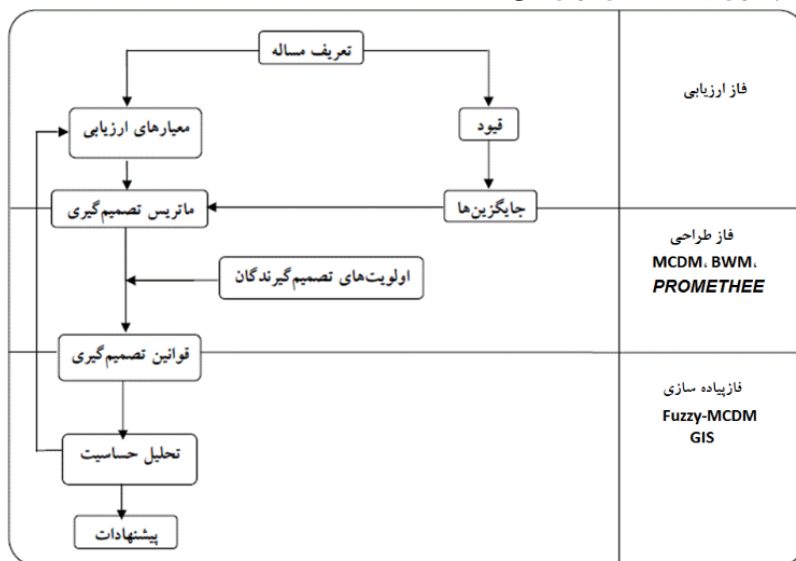 تعریف مساله
فاز ارزیابی
معیارهای ارزیابی
قیود
ماتریس تصمیم‌گیری
جایگزین‌ها
فاز طراحی
MCDM، BWM،
PROMETHEE
اولویت‌های تصمیم‌گیرندگان
قوانین تصمیم‌گیری
فازپیاده سازی
Fuzzy-MCDM
GIS
تحلیل حساسیت
پیشنهادات